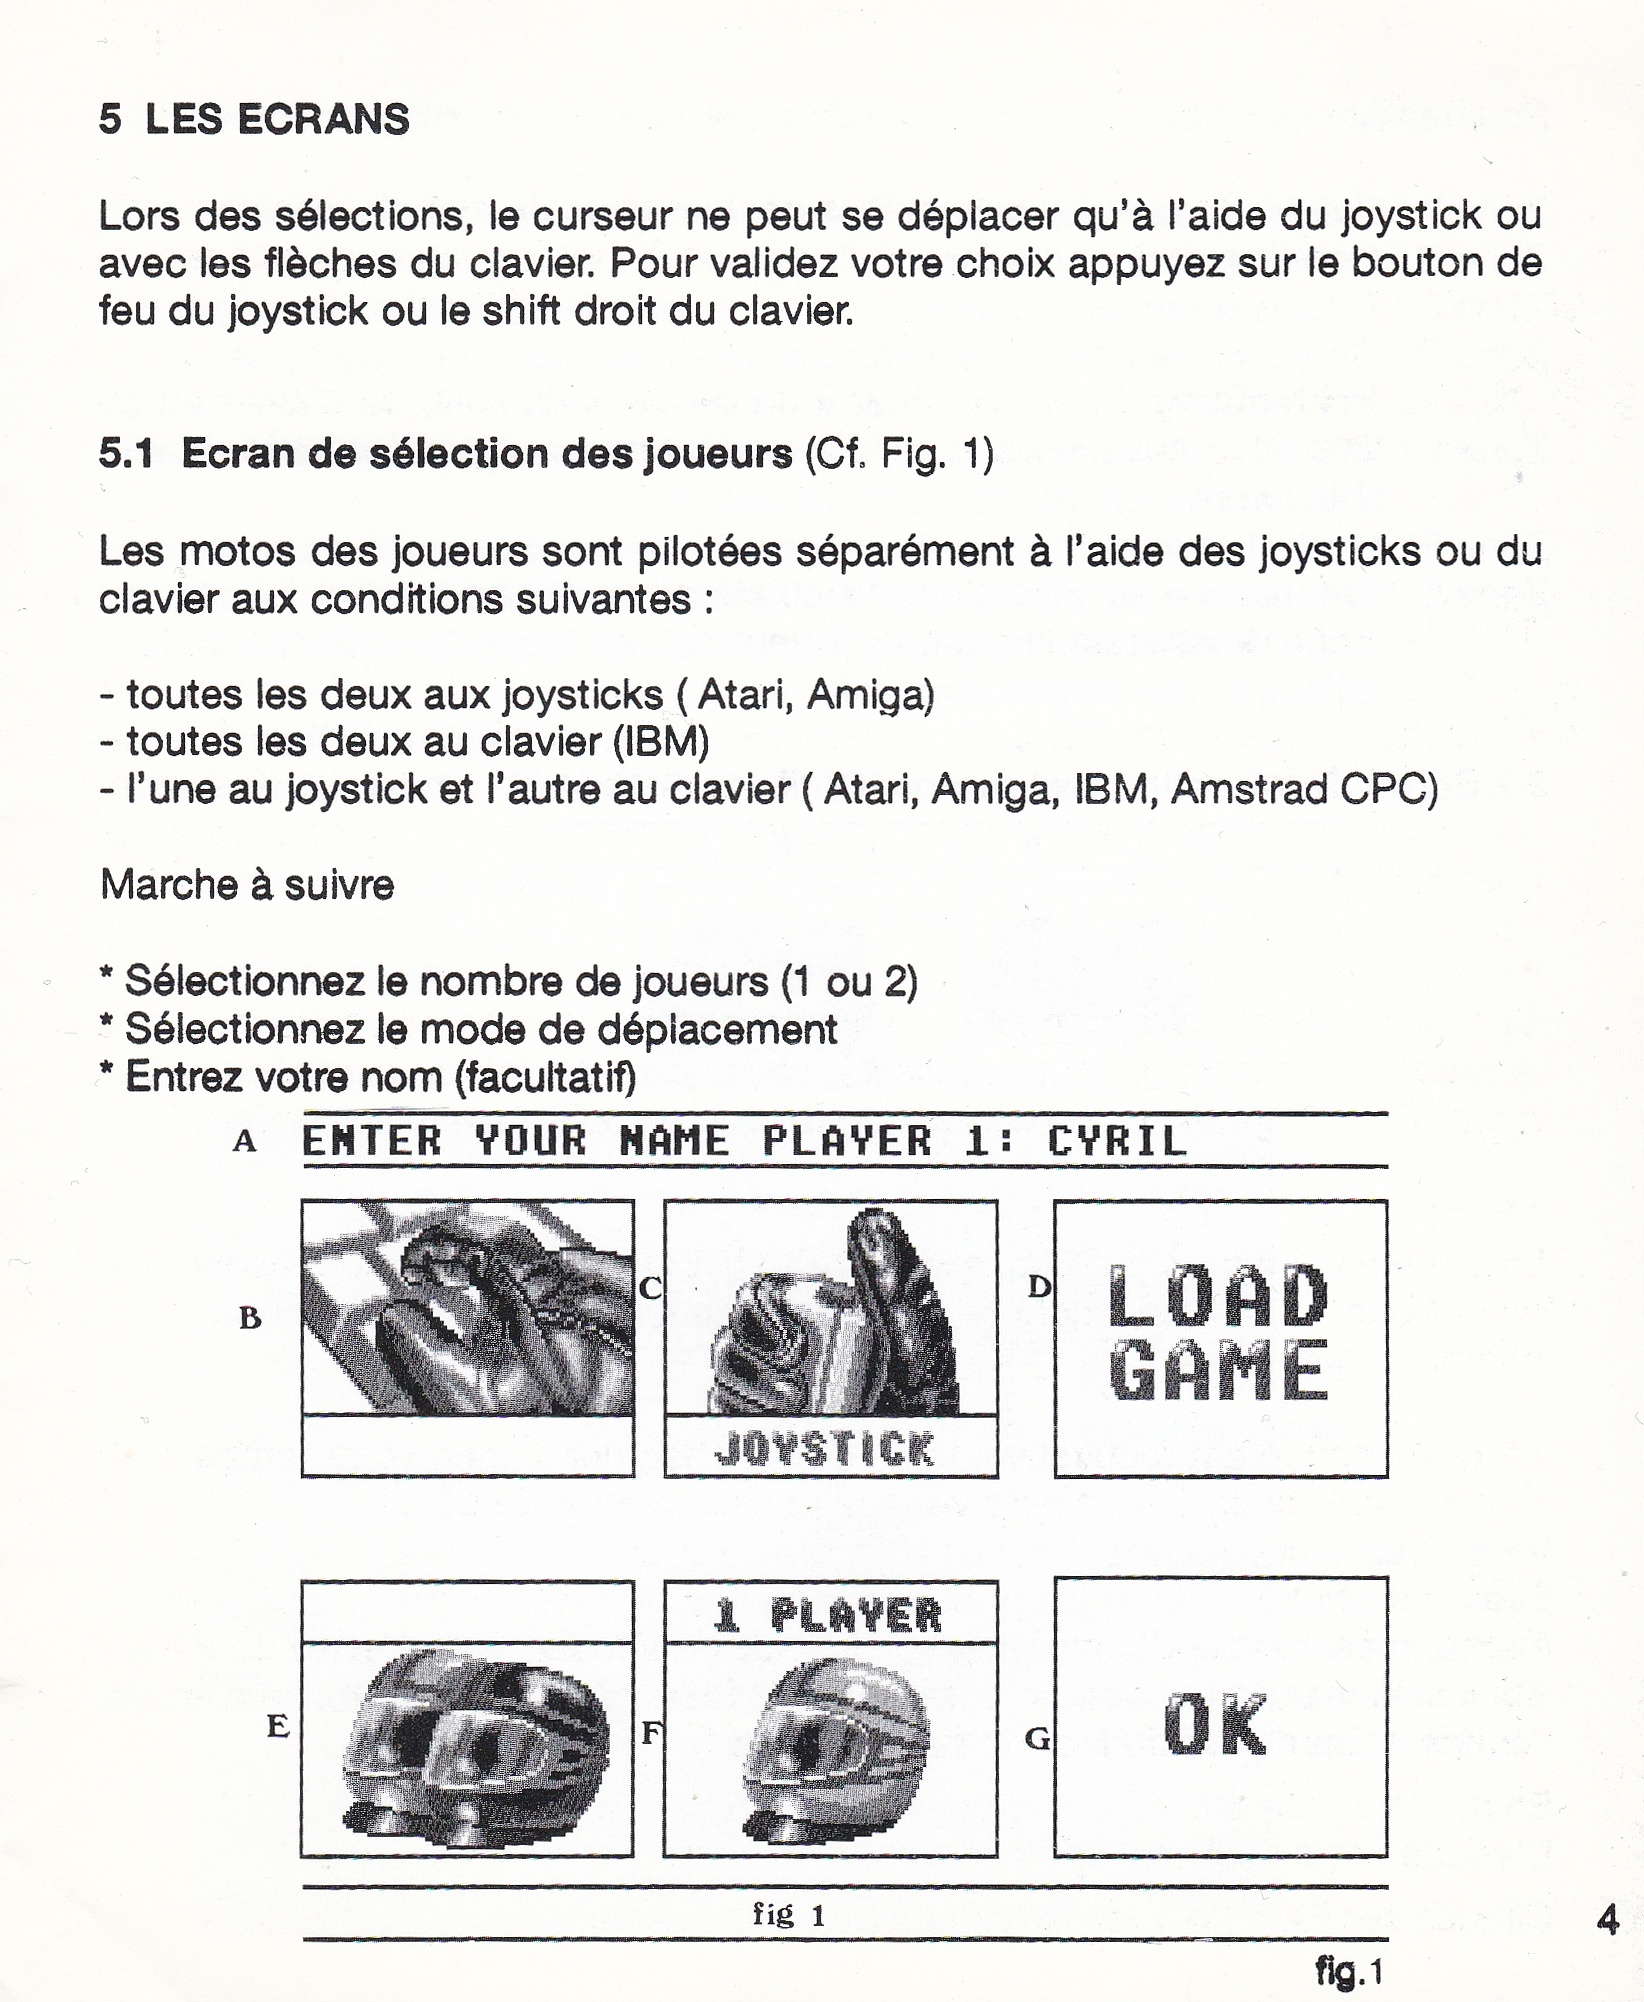 5 LES ECRANS
Lors des sélections, le curseur ne peut se déplacer qu'à l'aide du joystick ou
avec les flèches du clavier. Pour validez votre choix appuyez sur le bouton de
feu du joystick ou le shift droit du clavier.
5.1 Ecran de sélection des joueurs (Cf. Fig. 1)
Les motos des joueurs sont pilotées séparément à l'aide des joysticks ou du
clavier aux conditions suivantes :
- toutes les deux aux joysticks ( Atari, Amiga)
- toutes les deux au clavier (IBM)
- l'une au joystick et l'autre au clavier ( Atari, Amiga, IBM, Amstrad CPC)
Marche à suivre
* Sélectionnez le nombre de joueurs (1 ou 2)
* Sélectionnez le mode de déplacement
* Entrez votre nom (facultatif)
A ENTER YOUR NAME PLAYER 1: CYRIL
B
C
JOYSTICK
D
LOAD
GAME
E
F
1 PLAYER
G
OK
fig 1
4
fig.1